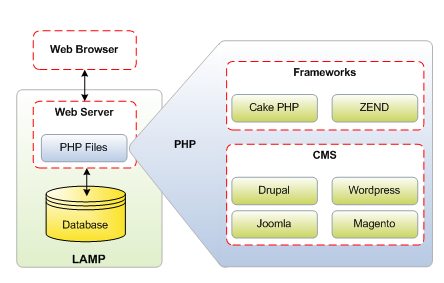 Web Browser
Web Server
PHP Files
Database
LAMP
PHP
Frameworks
Cake PHP ZEND
CMS
Drupal Wordpress
Joomla Magento